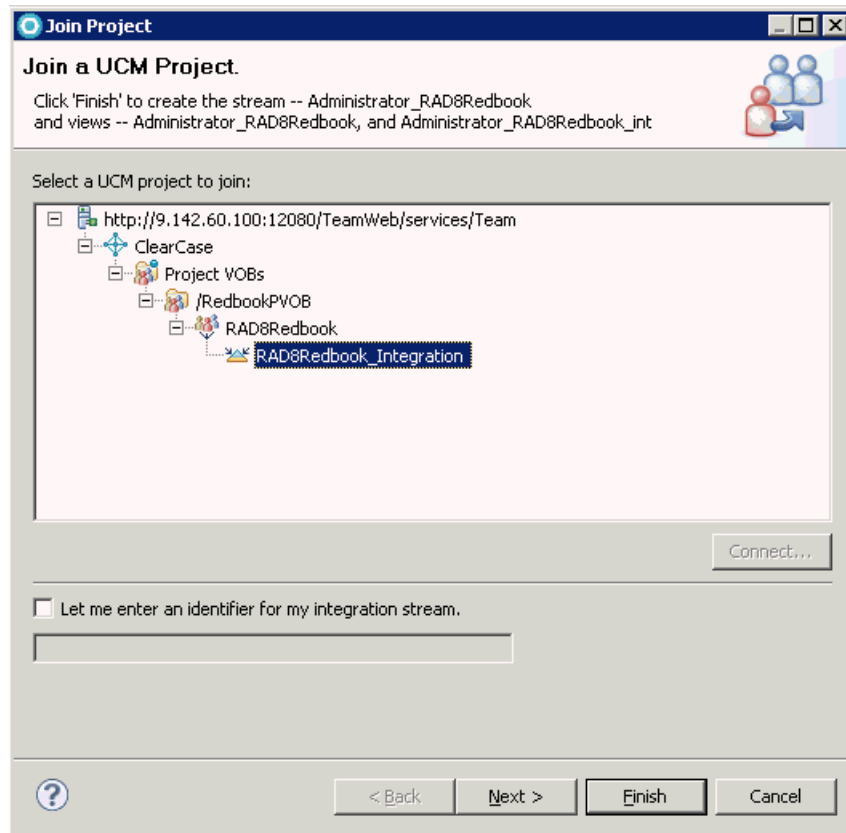 Join Project
Join a UCM Project.
Click 'Finish' to create the stream -- Administrator_RAD8Redbook
and views -- Administrator_RAD8Redbook, and Administrator_RAD8Redbook_int
Select a UCM project to join:
http://9.142.60.100:12080/TeamWeb/services/Team
ClearCase
Project VOBs
/RedbookPVOB
RAD8Redbook
RAD8Redbook_Integration
Connect...
Let me enter an identifier for my integration stream.
? < Back Next > Finish Cancel